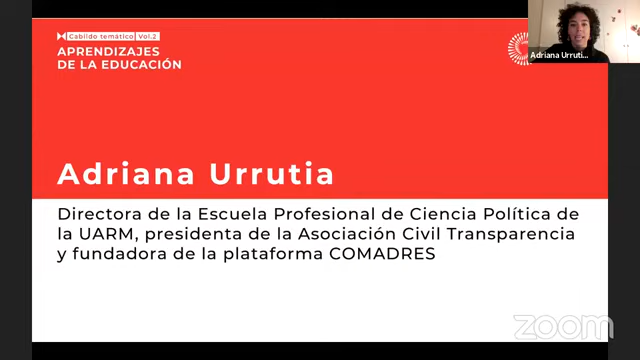 Cabildo temático Vol.2
APRENDIZAJES
DE LA EDUCACIÓN
Adriana Urruti...
Adriana Urrutia
Directora de la Escuela Profesional de Ciencia Política de
la UARM, presidenta de la Asociación Civil Transparencia
y fundadora de la plataforma COMADRES
zoom